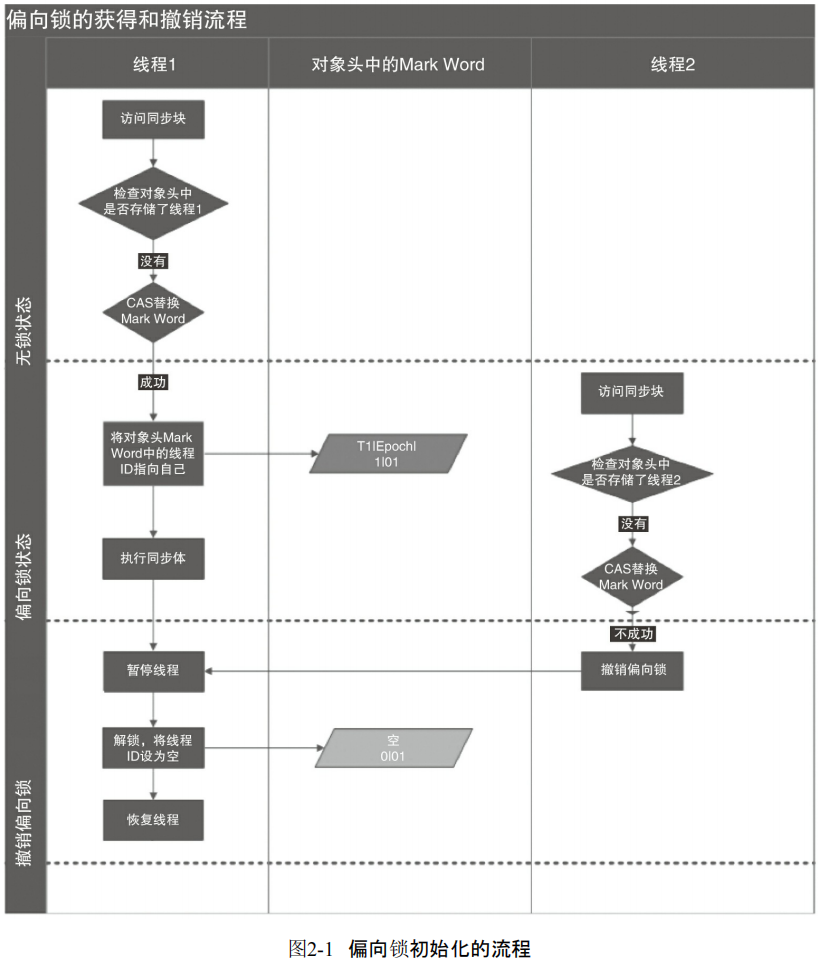 偏向锁的获得和撤销流程
线程1
对象头中的Mark Word
线程2
无锁状态
访问同步块
检查对象头中
是否存储了线程1
没有
CAS替换
Mark Word
偏向锁状态
成功
将对象头Mark
Word中的线程
ID指向自己
T1|Epoch|
1|01
执行同步体
访问同步块
检查对象头中
是否存储了线程2
没有
CAS替换
Mark Word
不成功
撤销偏向锁
撤销偏向锁
暂停线程
解锁，将线程
ID设为空
空
0|01
恢复线程
图2-1 偏向锁初始化的流程